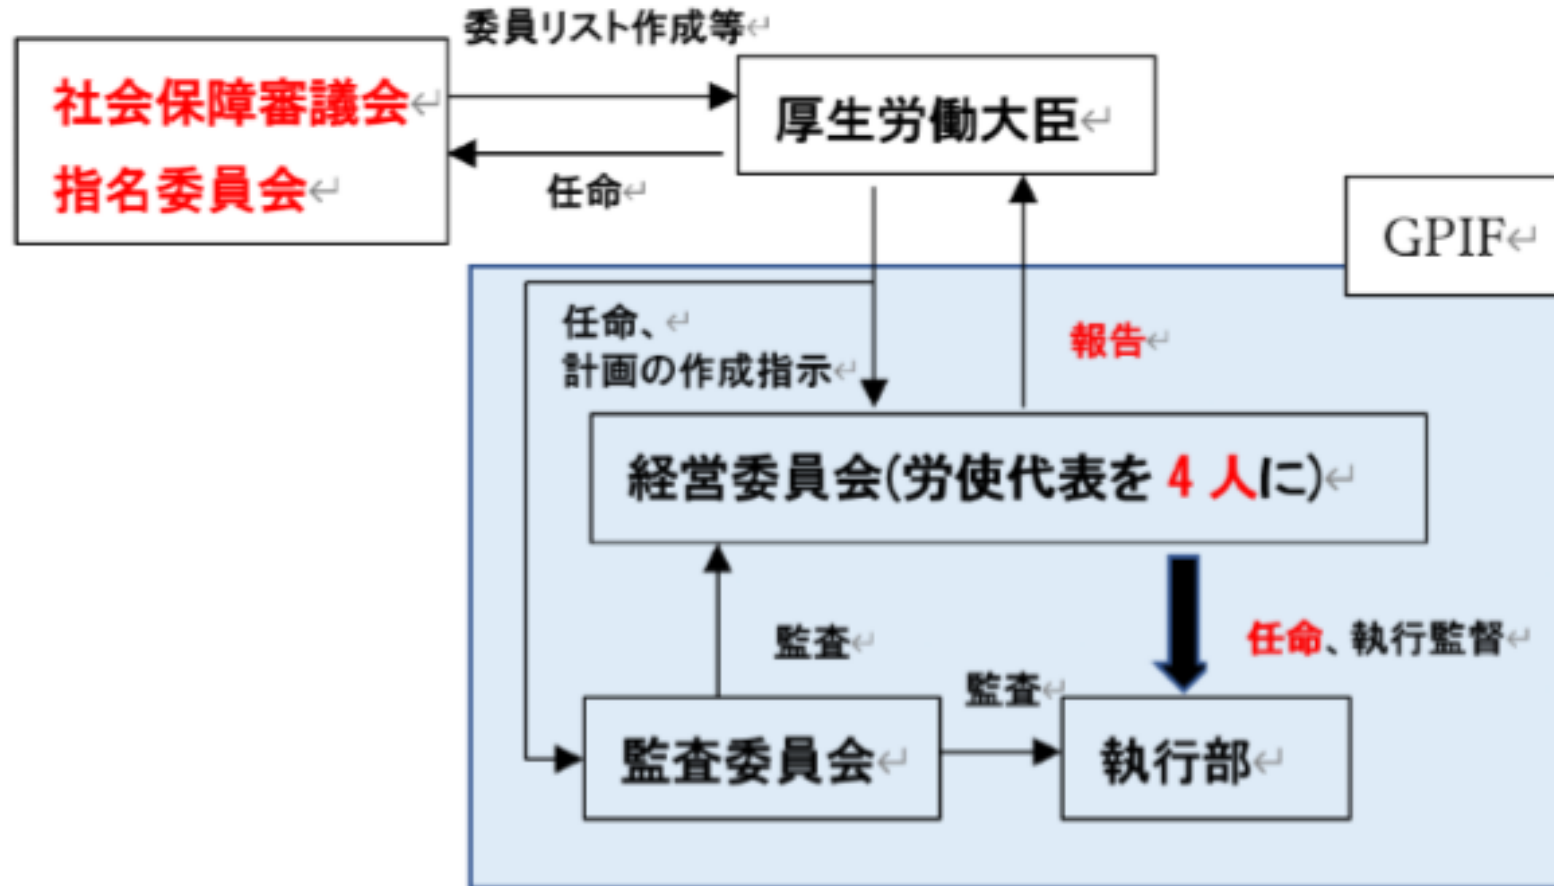 委員リスト作成等
社会保障審議会
指名委員会
厚生労働大臣
任命
GPIF
任命、
計画の作成指示
報告
経営委員会(労使代表を 4 人に)
監査
任命、執行監督
監査
監査委員会
執行部